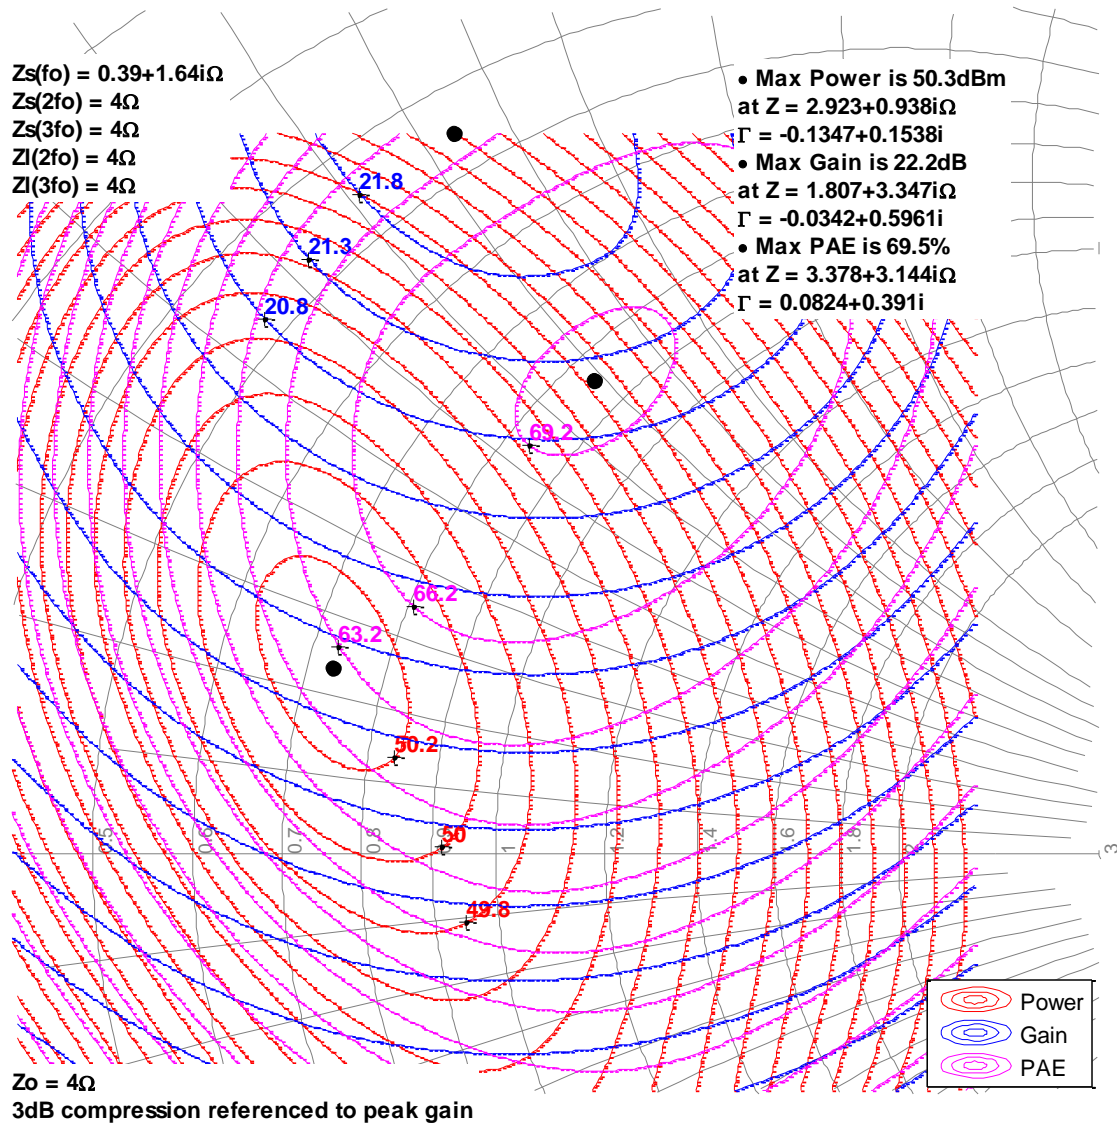 Zs(fo) = 0.39+1.64iΩ
Zs(2fo) = 4Ω
Zs(3fo) = 4Ω
Zl(2fo) = 4Ω
Zl(3fo) = 4Ω
• Max Power is 50.3dBm
at Z = 2.923+0.938iΩ
Γ = -0.1347+0.1538i
• Max Gain is 22.2dB
at Z = 1.807+3.347iΩ
Γ = -0.0342+0.5961i
• Max PAE is 69.5%
at Z = 3.378+3.144iΩ
Γ = 0.0824+0.391i
21.8
21.3
20.8
69.2
66.2
63.2
50.2
50
49.8
0.5
0.6
0.7
0.8
0.9
1
1.2
1.4
1.6
1.8
2
3
Power
Gain
PAE
Zo = 4Ω
3dB compression referenced to peak gain